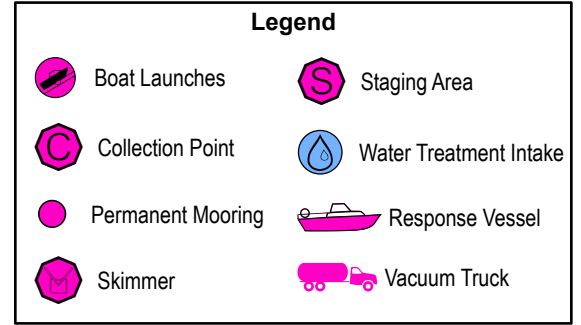 Legend
Boat Launches
S
Staging Area
C
Collection Point
Water Treatment Intake
Permanent Mooring
Response Vessel
Skimmer
Vacuum Truck